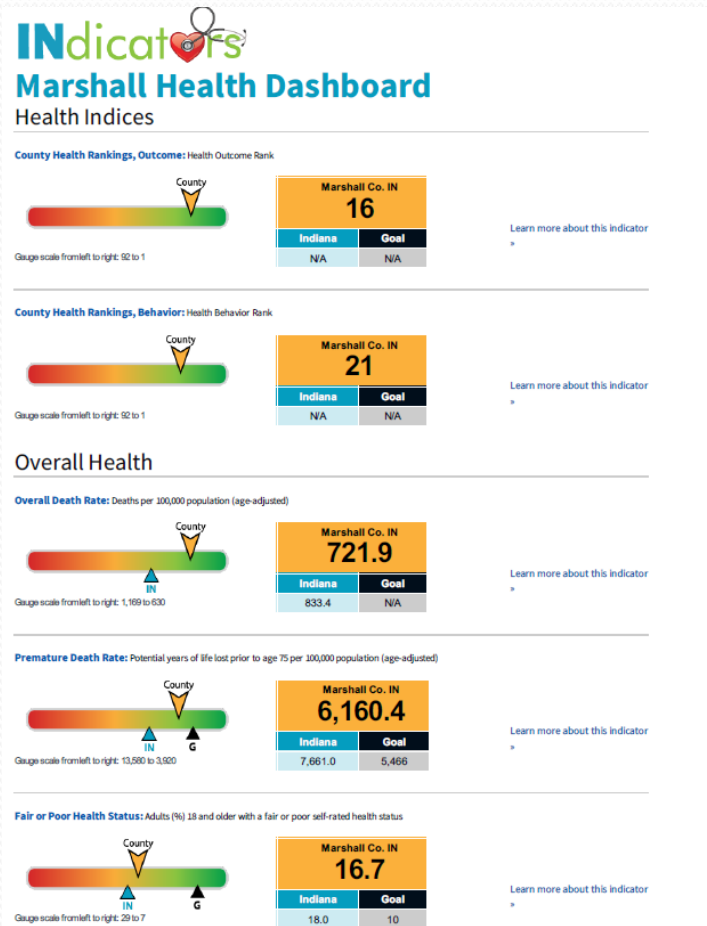 INdicators
Marshall Health Dashboard
Health Indices
County Health Rankings, Outcome: Health Outcome Rank
County
Marshall Co. IN
16
Indiana Goal
N/A N/A
Learn more about this indicator
»
Gauge scale from left to right: 92 to 1
County Health Rankings, Behavior: Health Behavior Rank
County
Marshall Co. IN
21
Indiana Goal
N/A N/A
Learn more about this indicator
»
Gauge scale from left to right: 92 to 1
Overall Health
Overall Death Rate: Deaths per 100,000 population (age-adjusted)
County
IN
Marshall Co. IN
721.9
Indiana Goal
833.4 N/A
Learn more about this indicator
»
Gauge scale from left to right: 1,169 to 630
Premature Death Rate: Potential years of life lost prior to age 75 per 100,000 population (age-adjusted)
County
IN G
Marshall Co. IN
6,160.4
Indiana Goal
7,661.0 5,466
Learn more about this indicator
»
Gauge scale from left to right: 13,580 to 3,920
Fair or Poor Health Status: Adults (%) 18 and older with a fair or poor self-rated health status
County
IN G
Marshall Co. IN
16.7
Indiana Goal
18.0 10
Learn more about this indicator
»
Gauge scale from left to right: 29 to 7